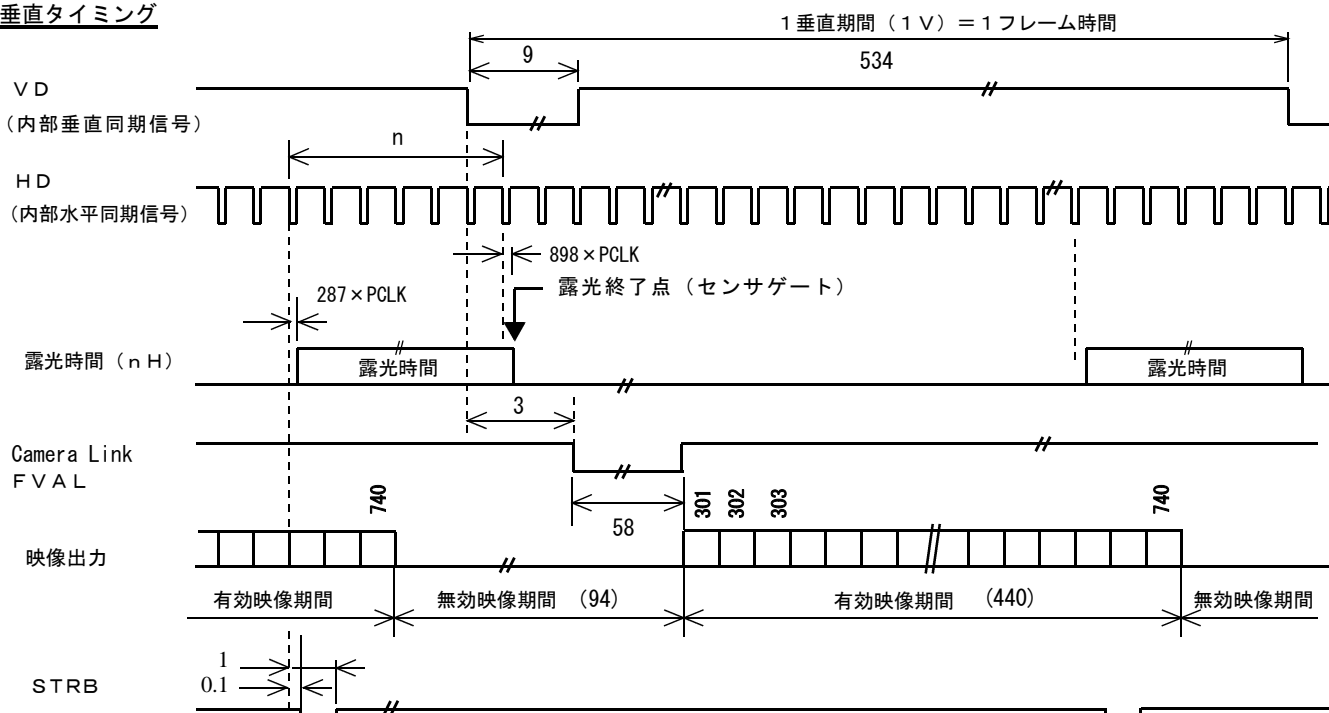 垂直タイミング
1垂直期間(1V)=1フレーム時間
9
534
VD
(内部垂直同期信号)
n
HD
(内部水平同期信号)
898×PCLK
287×PCLK
露光終了点(センサゲート)
露光時間(nH)
露光時間
露光時間
3
Camera Link
FVAL
58
740
301
302
303
740
映像出力
有効映像期間
無効映像期間 (94)
有効映像期間 (440)
無効映像期間
1
0.1
STRB